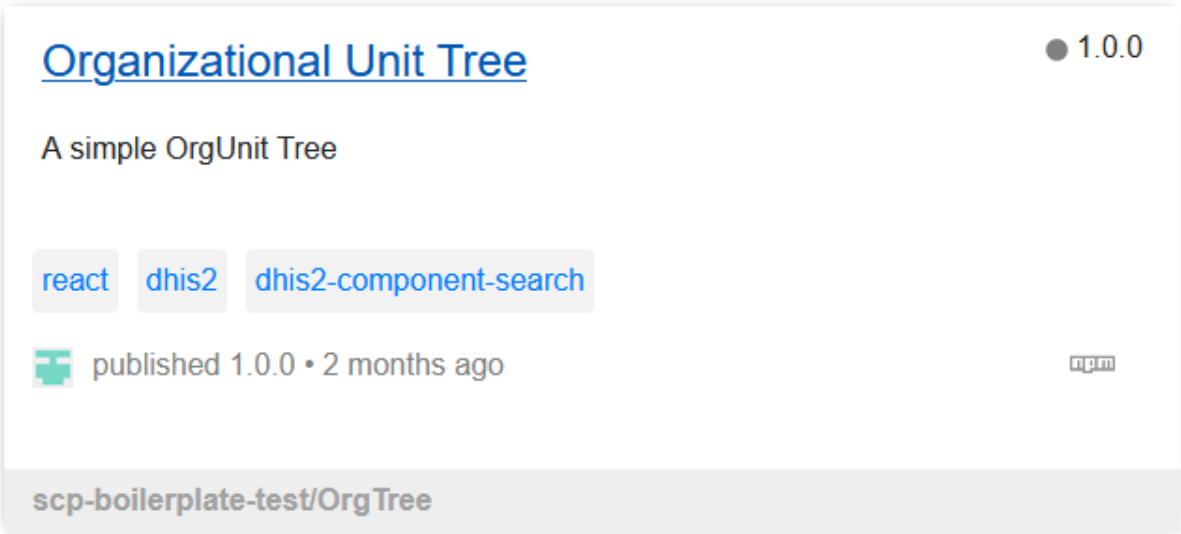 Organizational Unit Tree
1.0.0
A simple OrgUnit Tree
react dhis2 dhis2-component-search
published 1.0.0 • 2 months ago
npm
scp-boilerplate-test/OrgTree